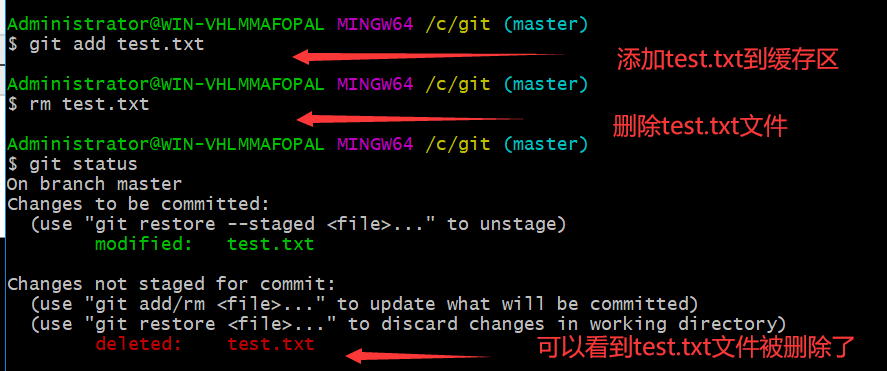 Administrator@WIN-VHLMMAFOPAL MINGW64 /c/git (master)
$ git add test.txt
添加test.txt到缓存区
Administrator@WIN-VHLMMAFOPAL MINGW64 /c/git (master)
$ rm test.txt
删除test.txt文件
Administrator@WIN-VHLMMAFOPAL MINGW64 /c/git (master)
$ git status
On branch master
Changes to be committed:
  (use "git restore --staged <file>..." to unstage)
        modified:   test.txt
Changes not staged for commit:
  (use "git add/rm <file>..." to update what will be committed)
  (use "git restore <file>..." to discard changes in working directory)
        deleted:    test.txt
可以看到test.txt文件被删除了